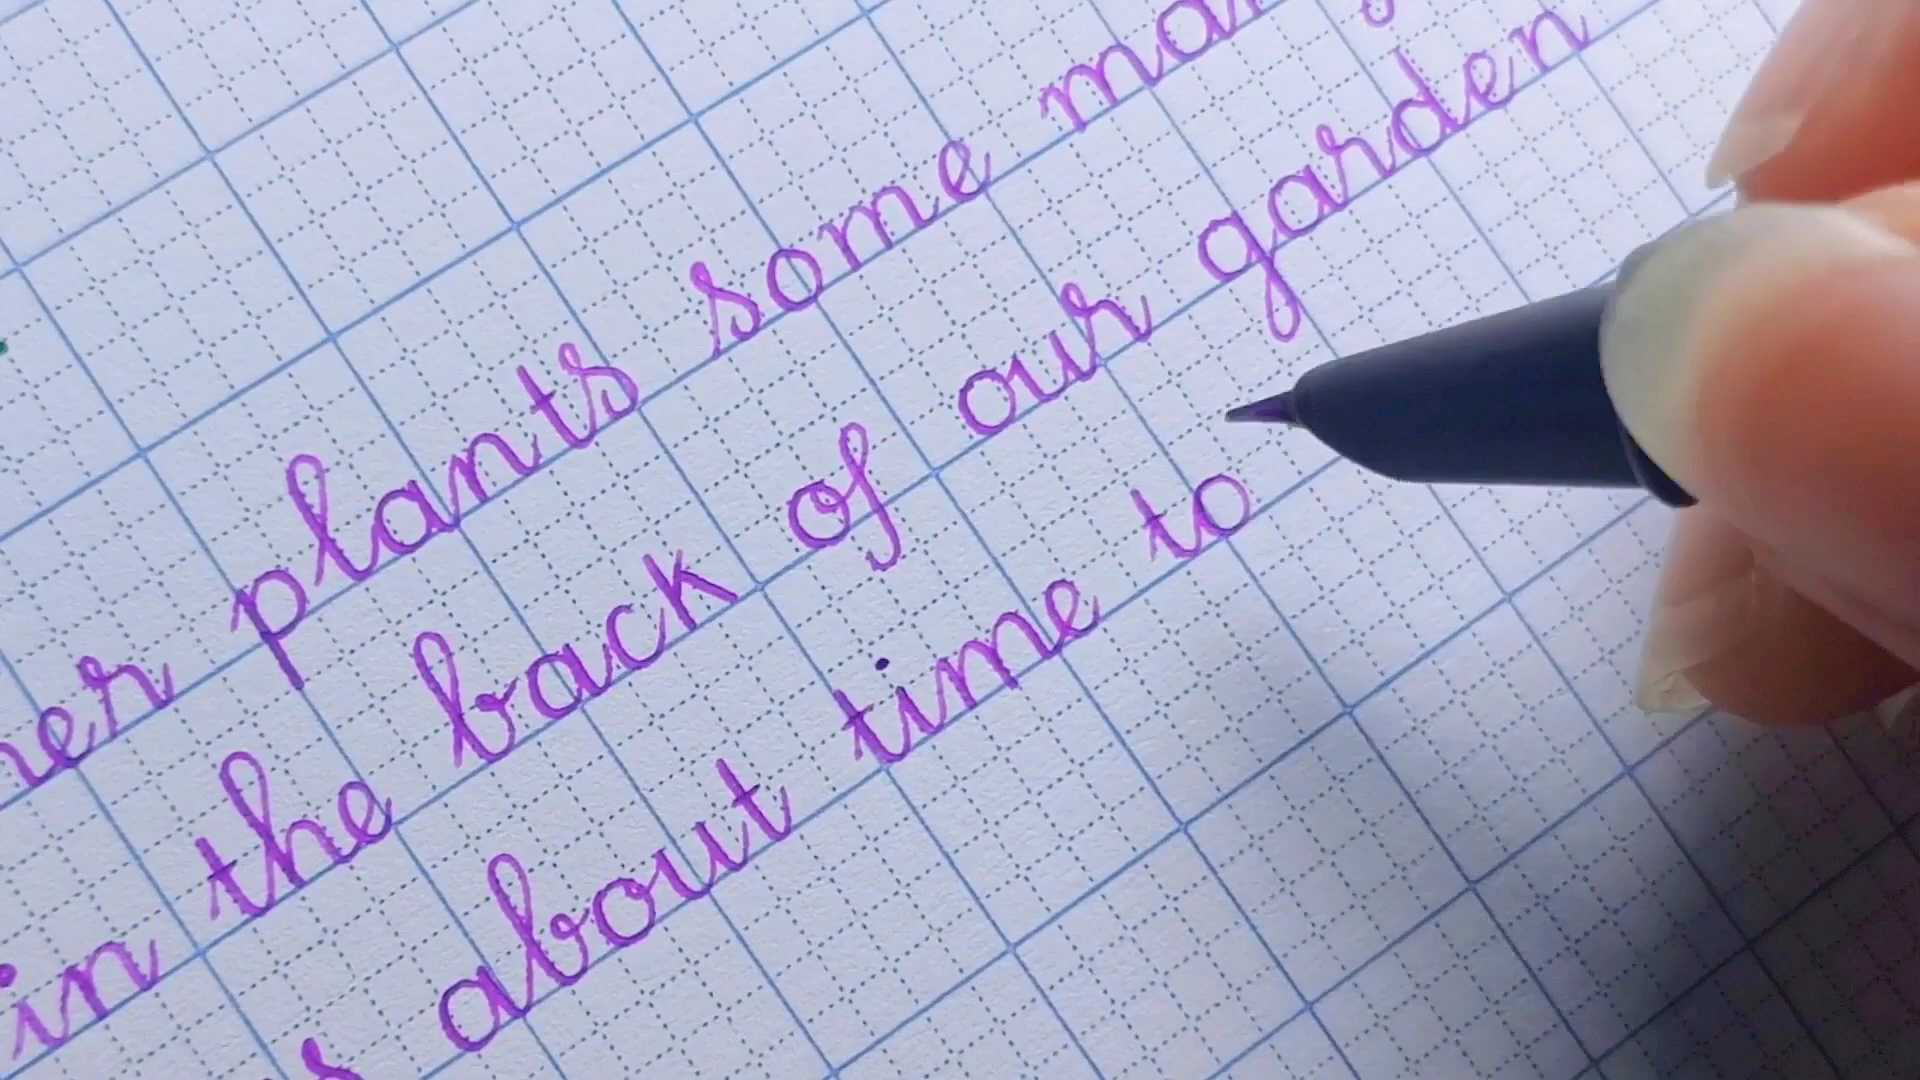 plants some
in the back of our garden
about time to